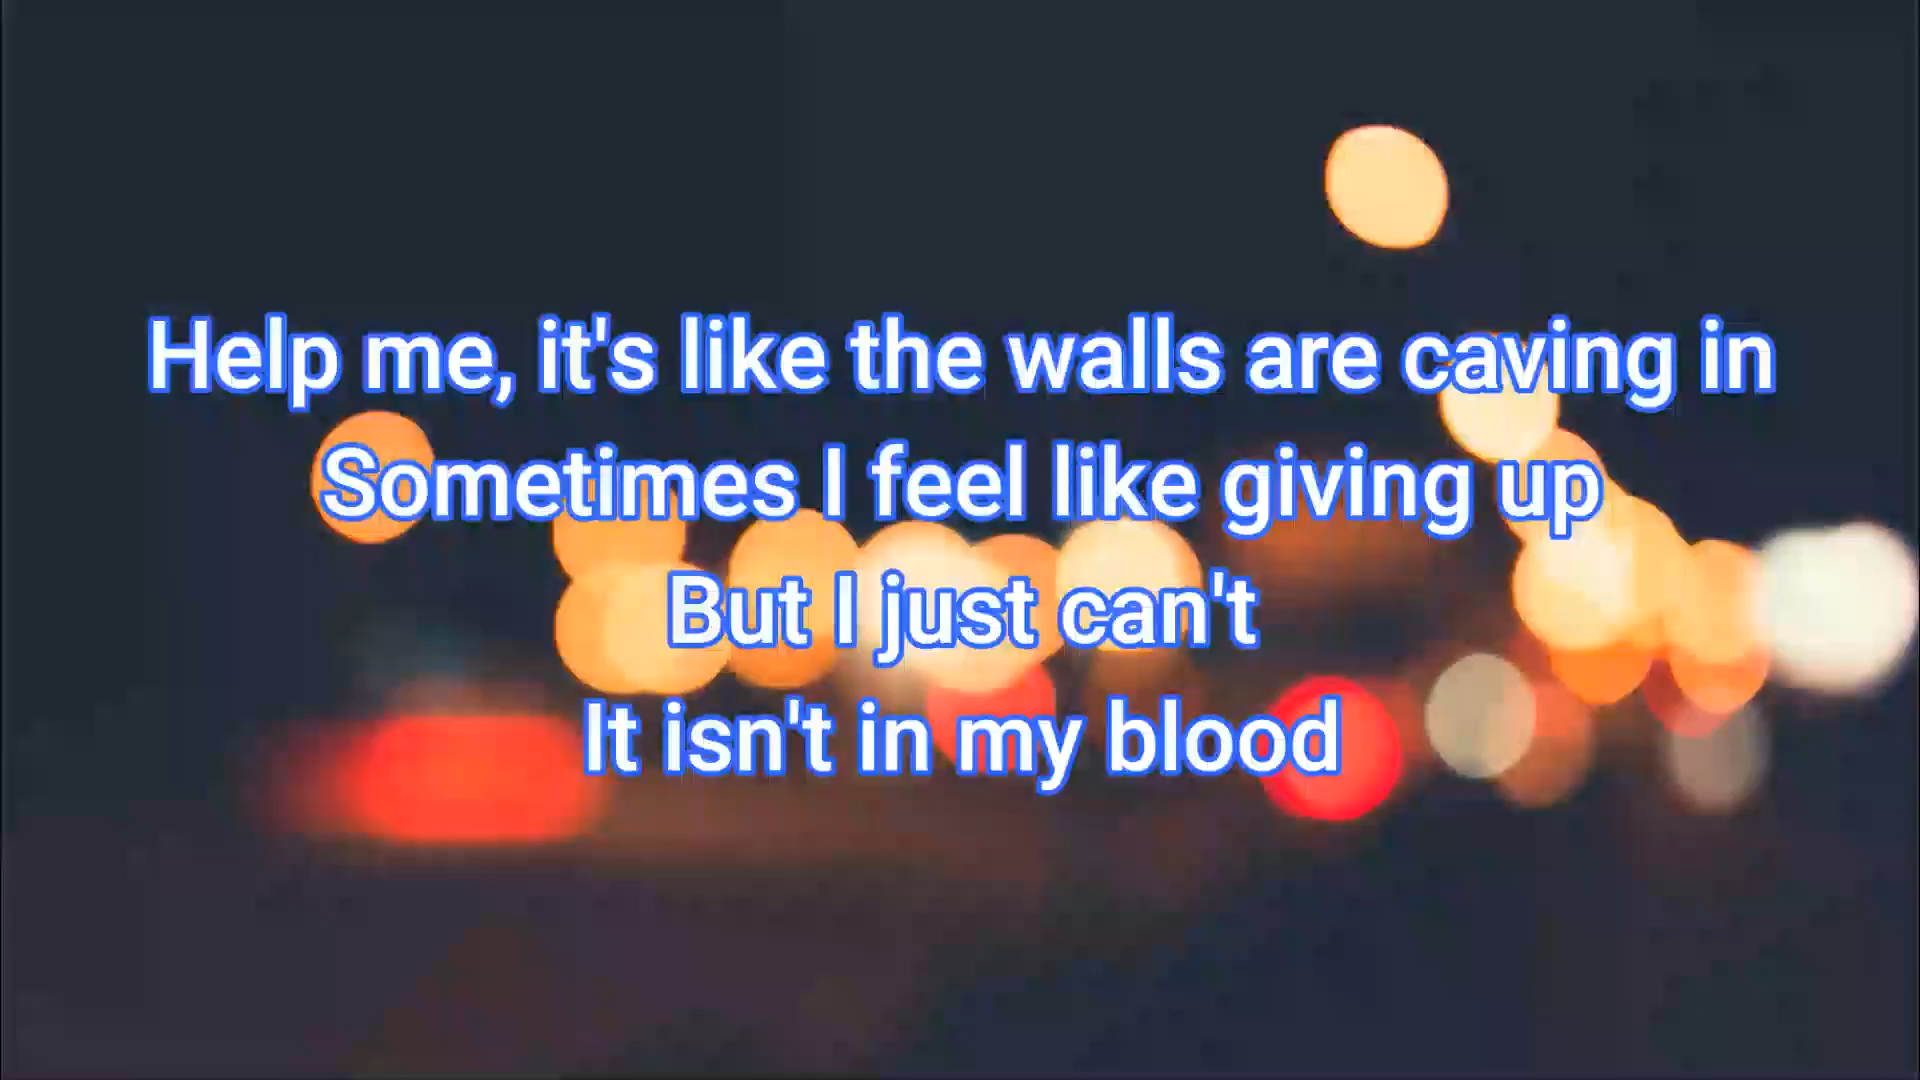 Help me, it's like the walls are caving in
Sometimes I feel like giving up
But I just can't
It isn't in my blood